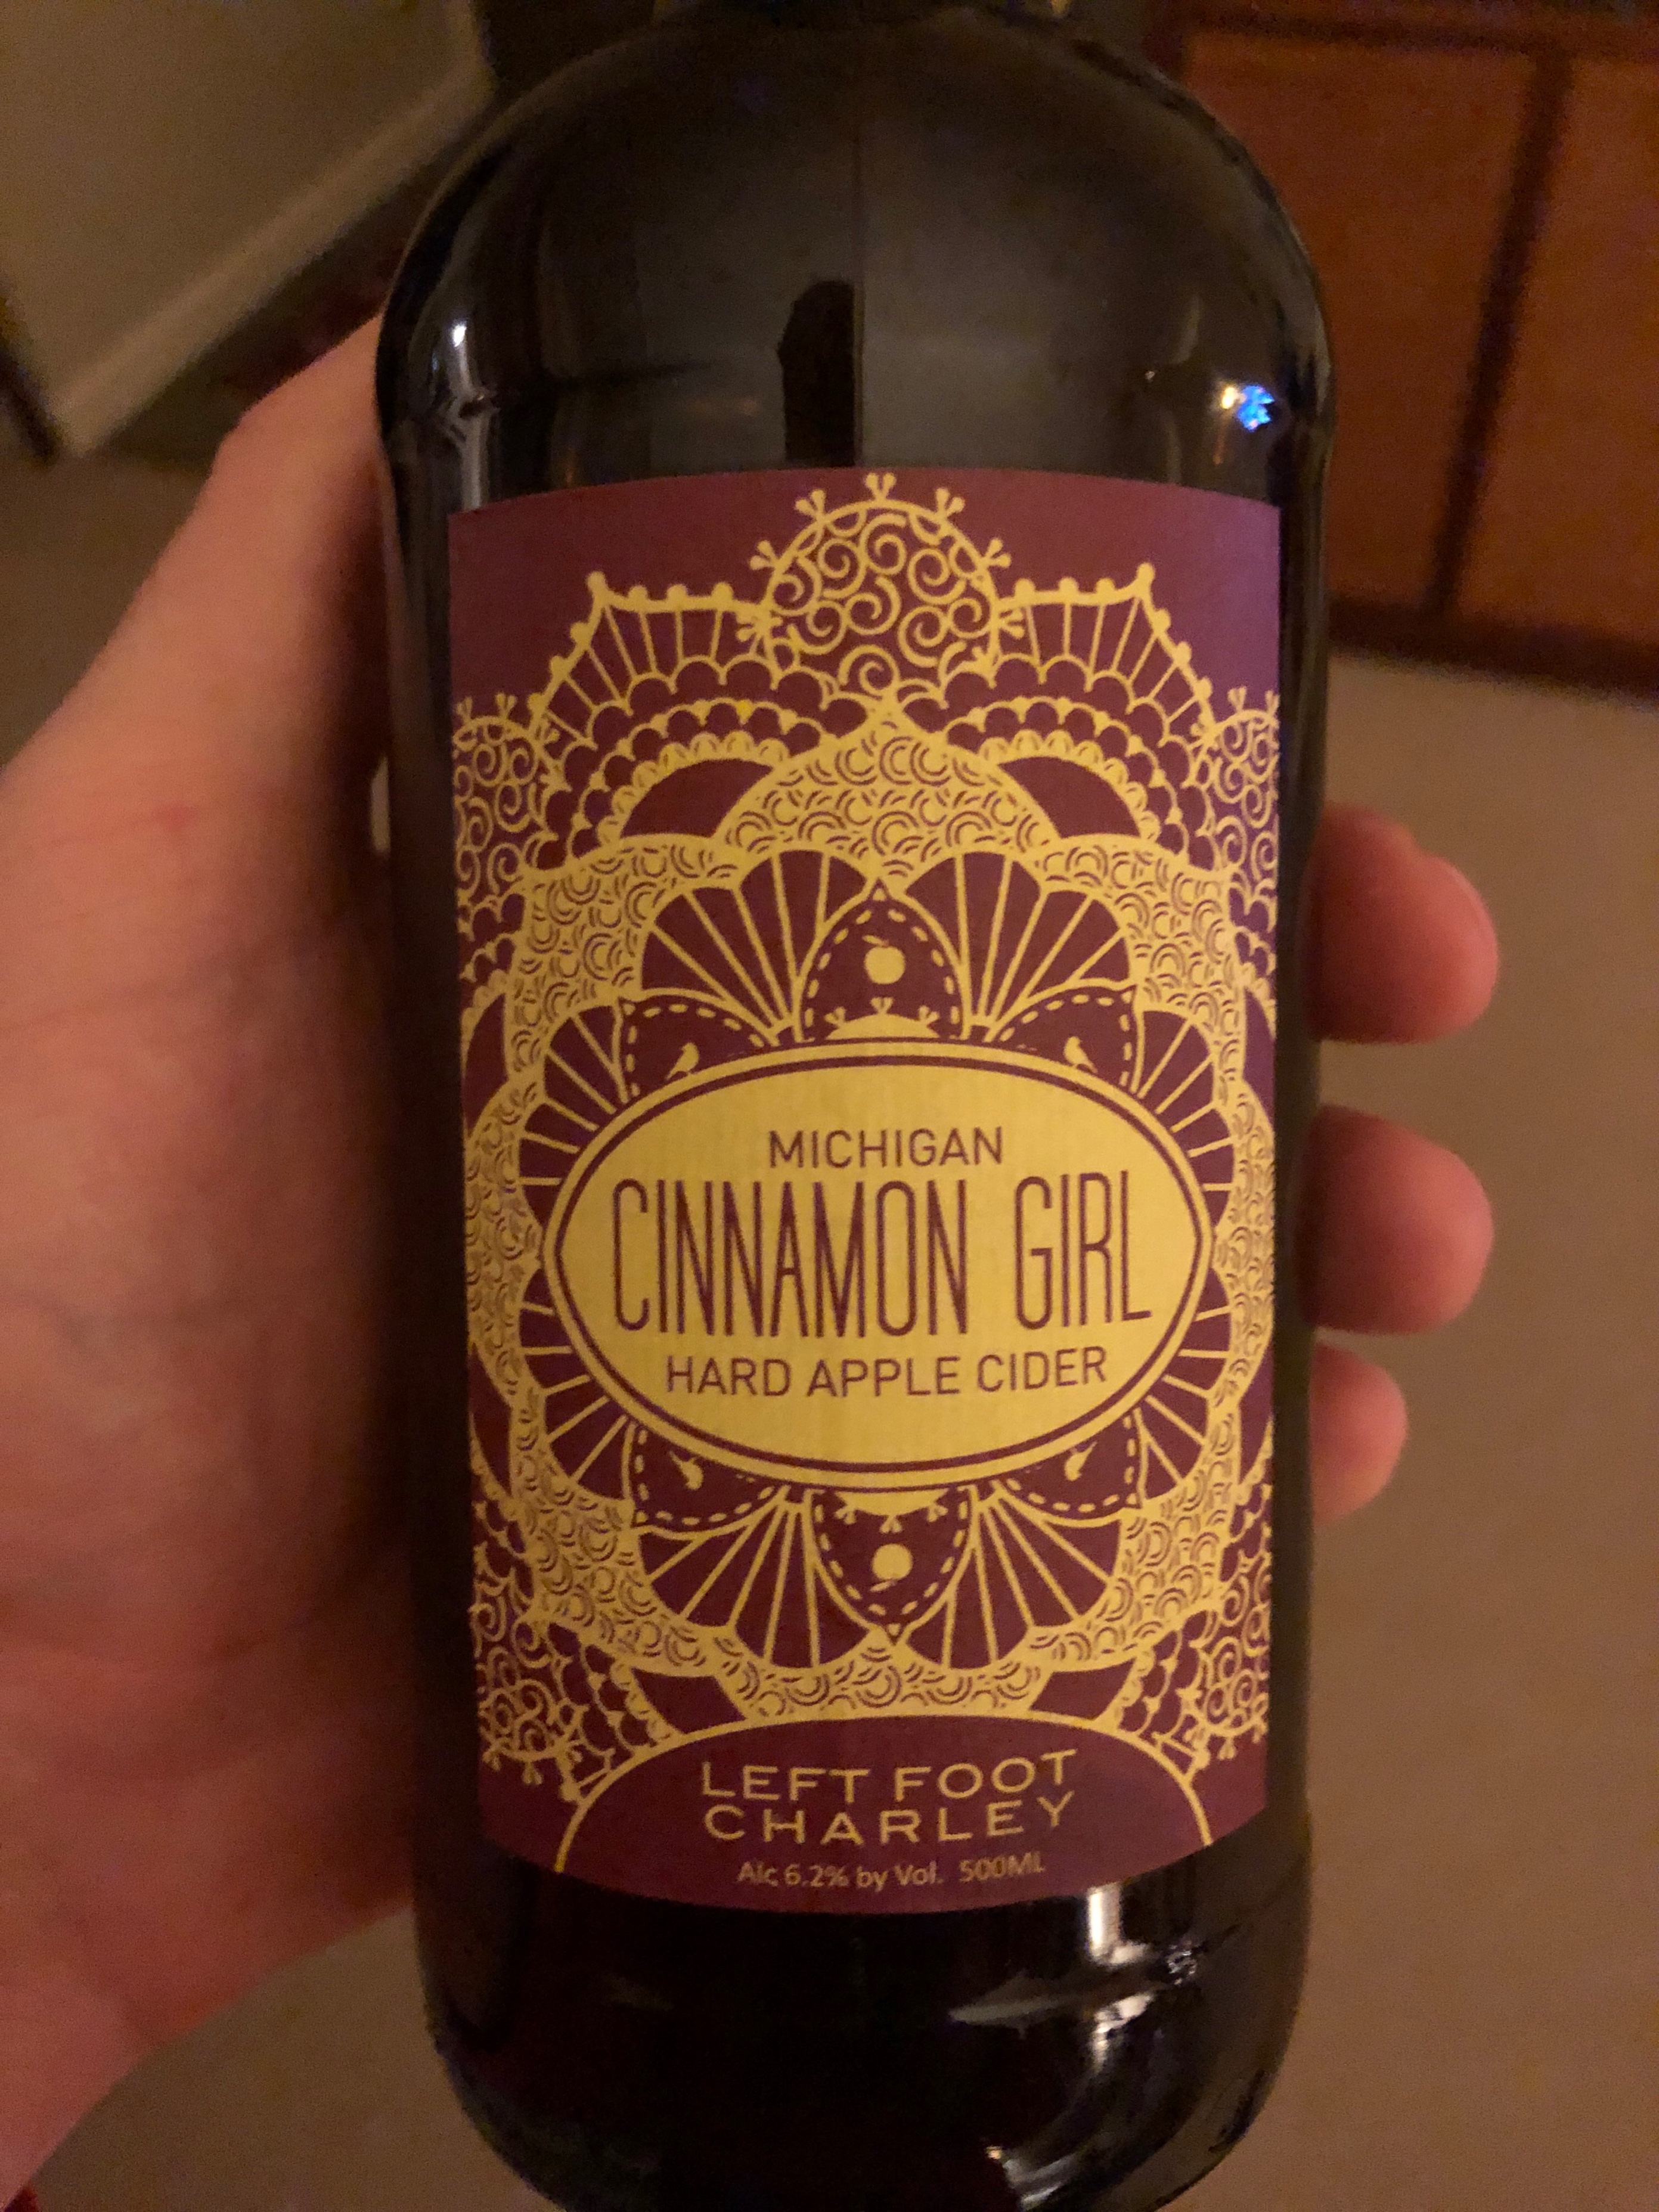 MICHIGAN
CINNAMON GIRL
HARD APPLE CIDER
LEFT FOOT
CHARLEY
Alc 6.2% by Vol. 500ML